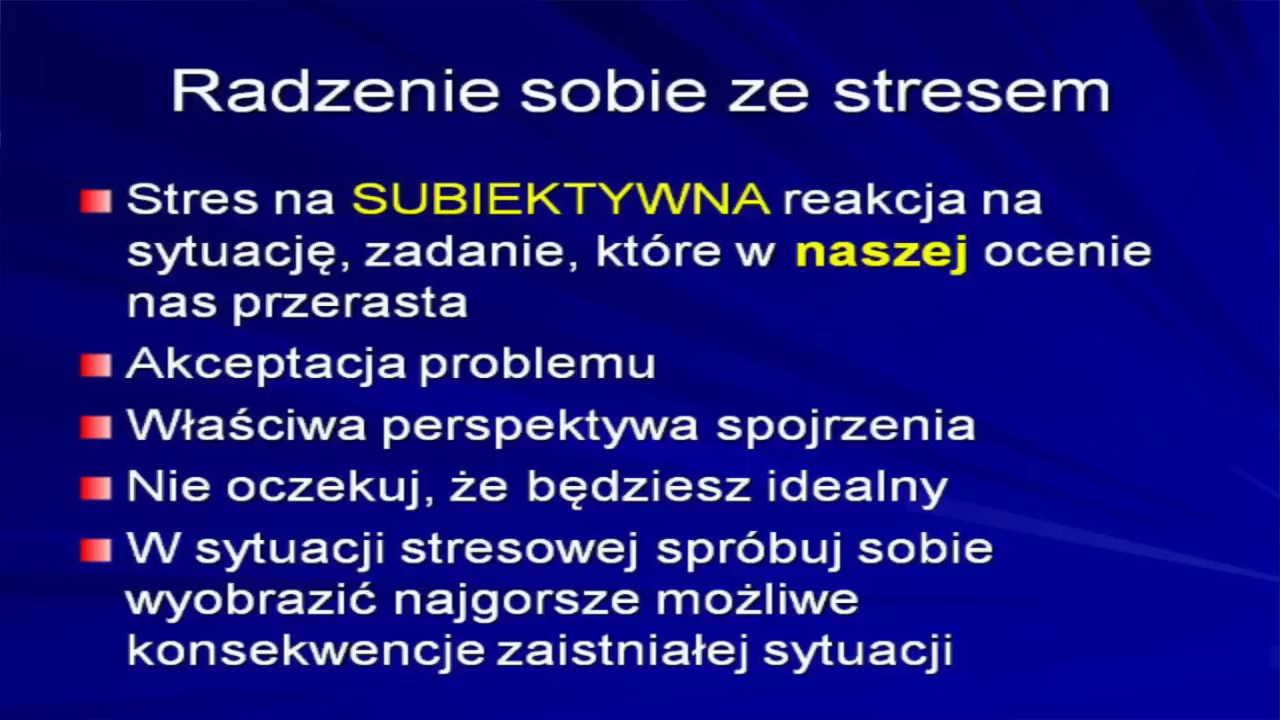 Radzenie sobie ze stresem
Stres na SUBIEKTYWNA reakcja na
sytuację, zadanie, które w naszej ocenie
nas przerasta
Akceptacja problemu
Właściwa perspektywa spojrzenia
Nie oczekuj, że będziesz idealny
W sytuacji stresowej spróbuj sobie
wyobrazić najgorsze możliwe
konsekwencje zaistniałej sytuacji